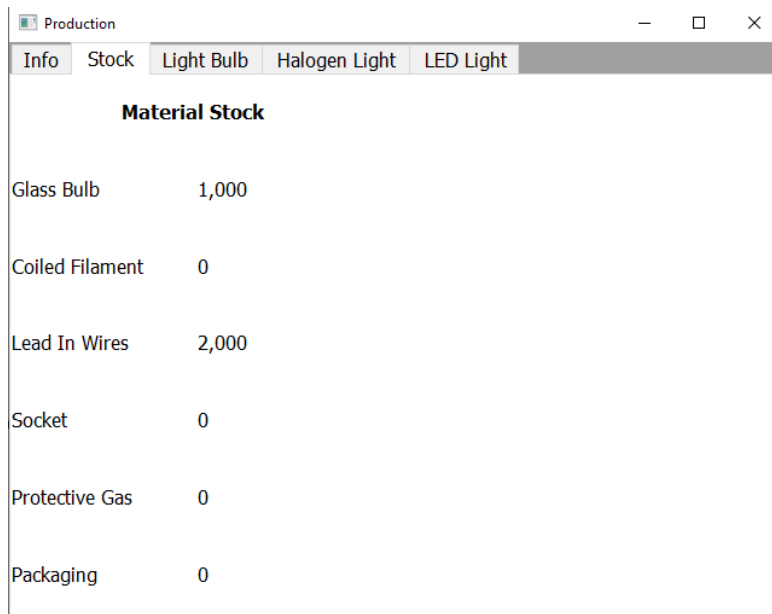 Production
Info Stock Light Bulb Halogen Light LED Light
Material Stock
Glass Bulb 1,000
Coiled Filament 0
Lead In Wires 2,000
Socket 0
Protective Gas 0
Packaging 0